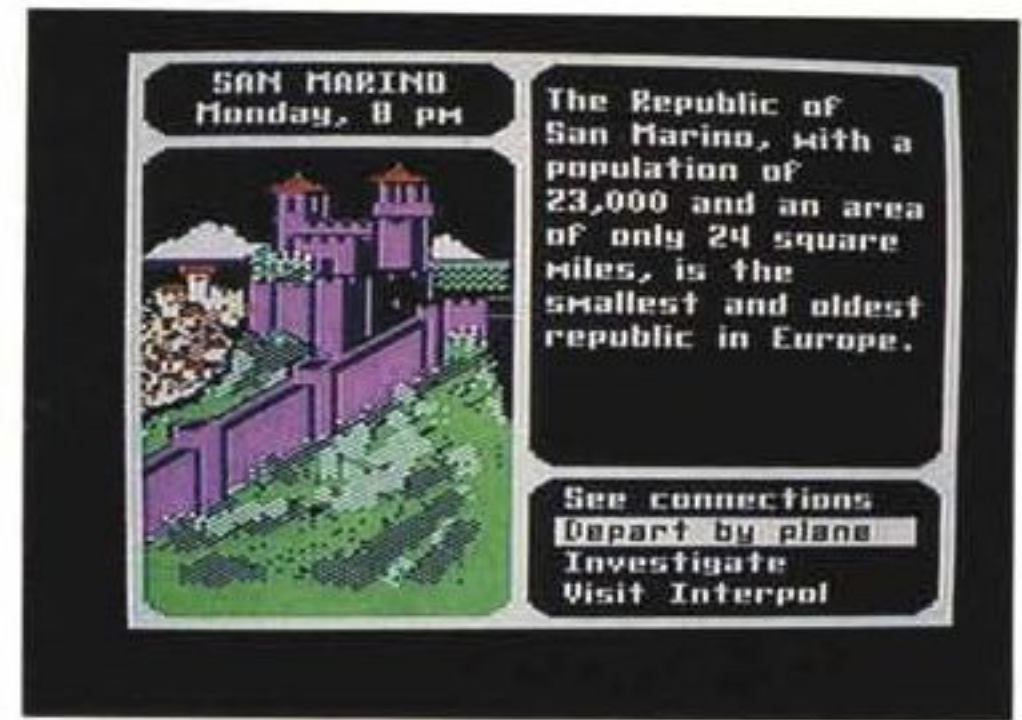 SAN MARINO
Monday, 8 pm
The Republic of
San Marino, with a
population of
23,000 and an area
of only 24 square
miles, is the
smallest and oldest
republic in Europe.
See connections
Depart by plane
Investigate
Visit Interpol